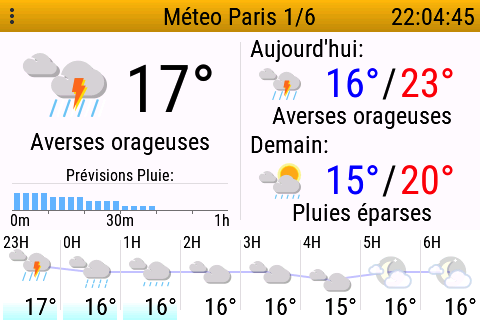 Méteo Paris 1/6 22:04:45
17°
Averses orageuses
Prévisions Pluie:
0m 30m 1h
Aujourd'hui:
16°/23°
Averses orageuses
Demain:
15°/20°
Pluies éparses
23H 0H 1H 2H 3H 4H 5H 6H
17° 16° 16° 16° 16° 15° 16° 16°